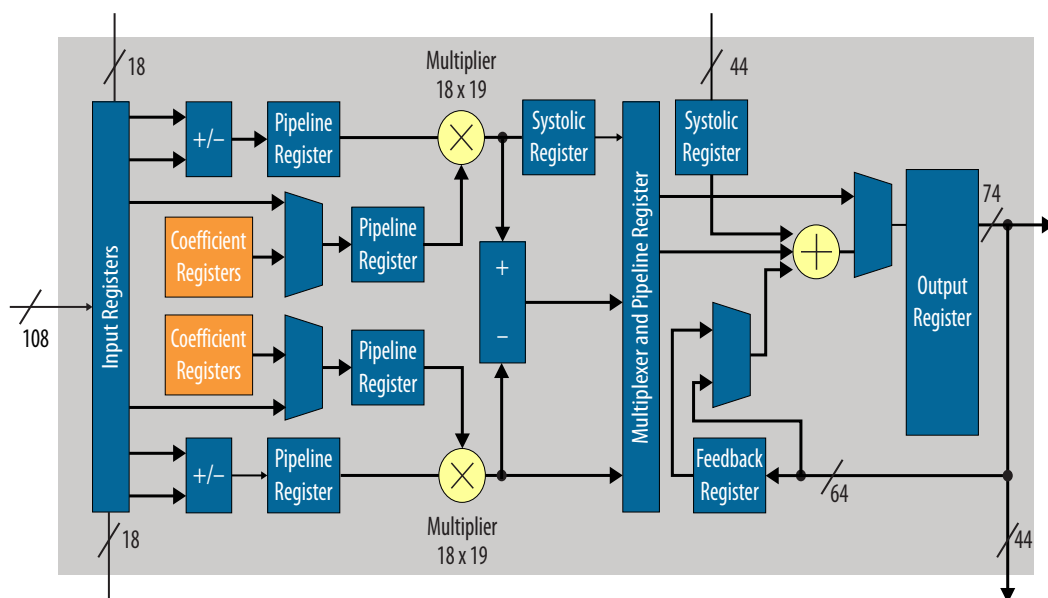 18
44
Multiplier
18 x 19
+/–
Pipeline
Register
Systolic
Register
Systolic
Register
74
Coefficient
Registers
Pipeline
Register
+
–
Input Registers
Multiplexer and Pipeline Register
Output
Register
108
Coefficient
Registers
Pipeline
Register
+/–
Pipeline
Register
Feedback
Register
64
18
Multiplier
18 x 19
44